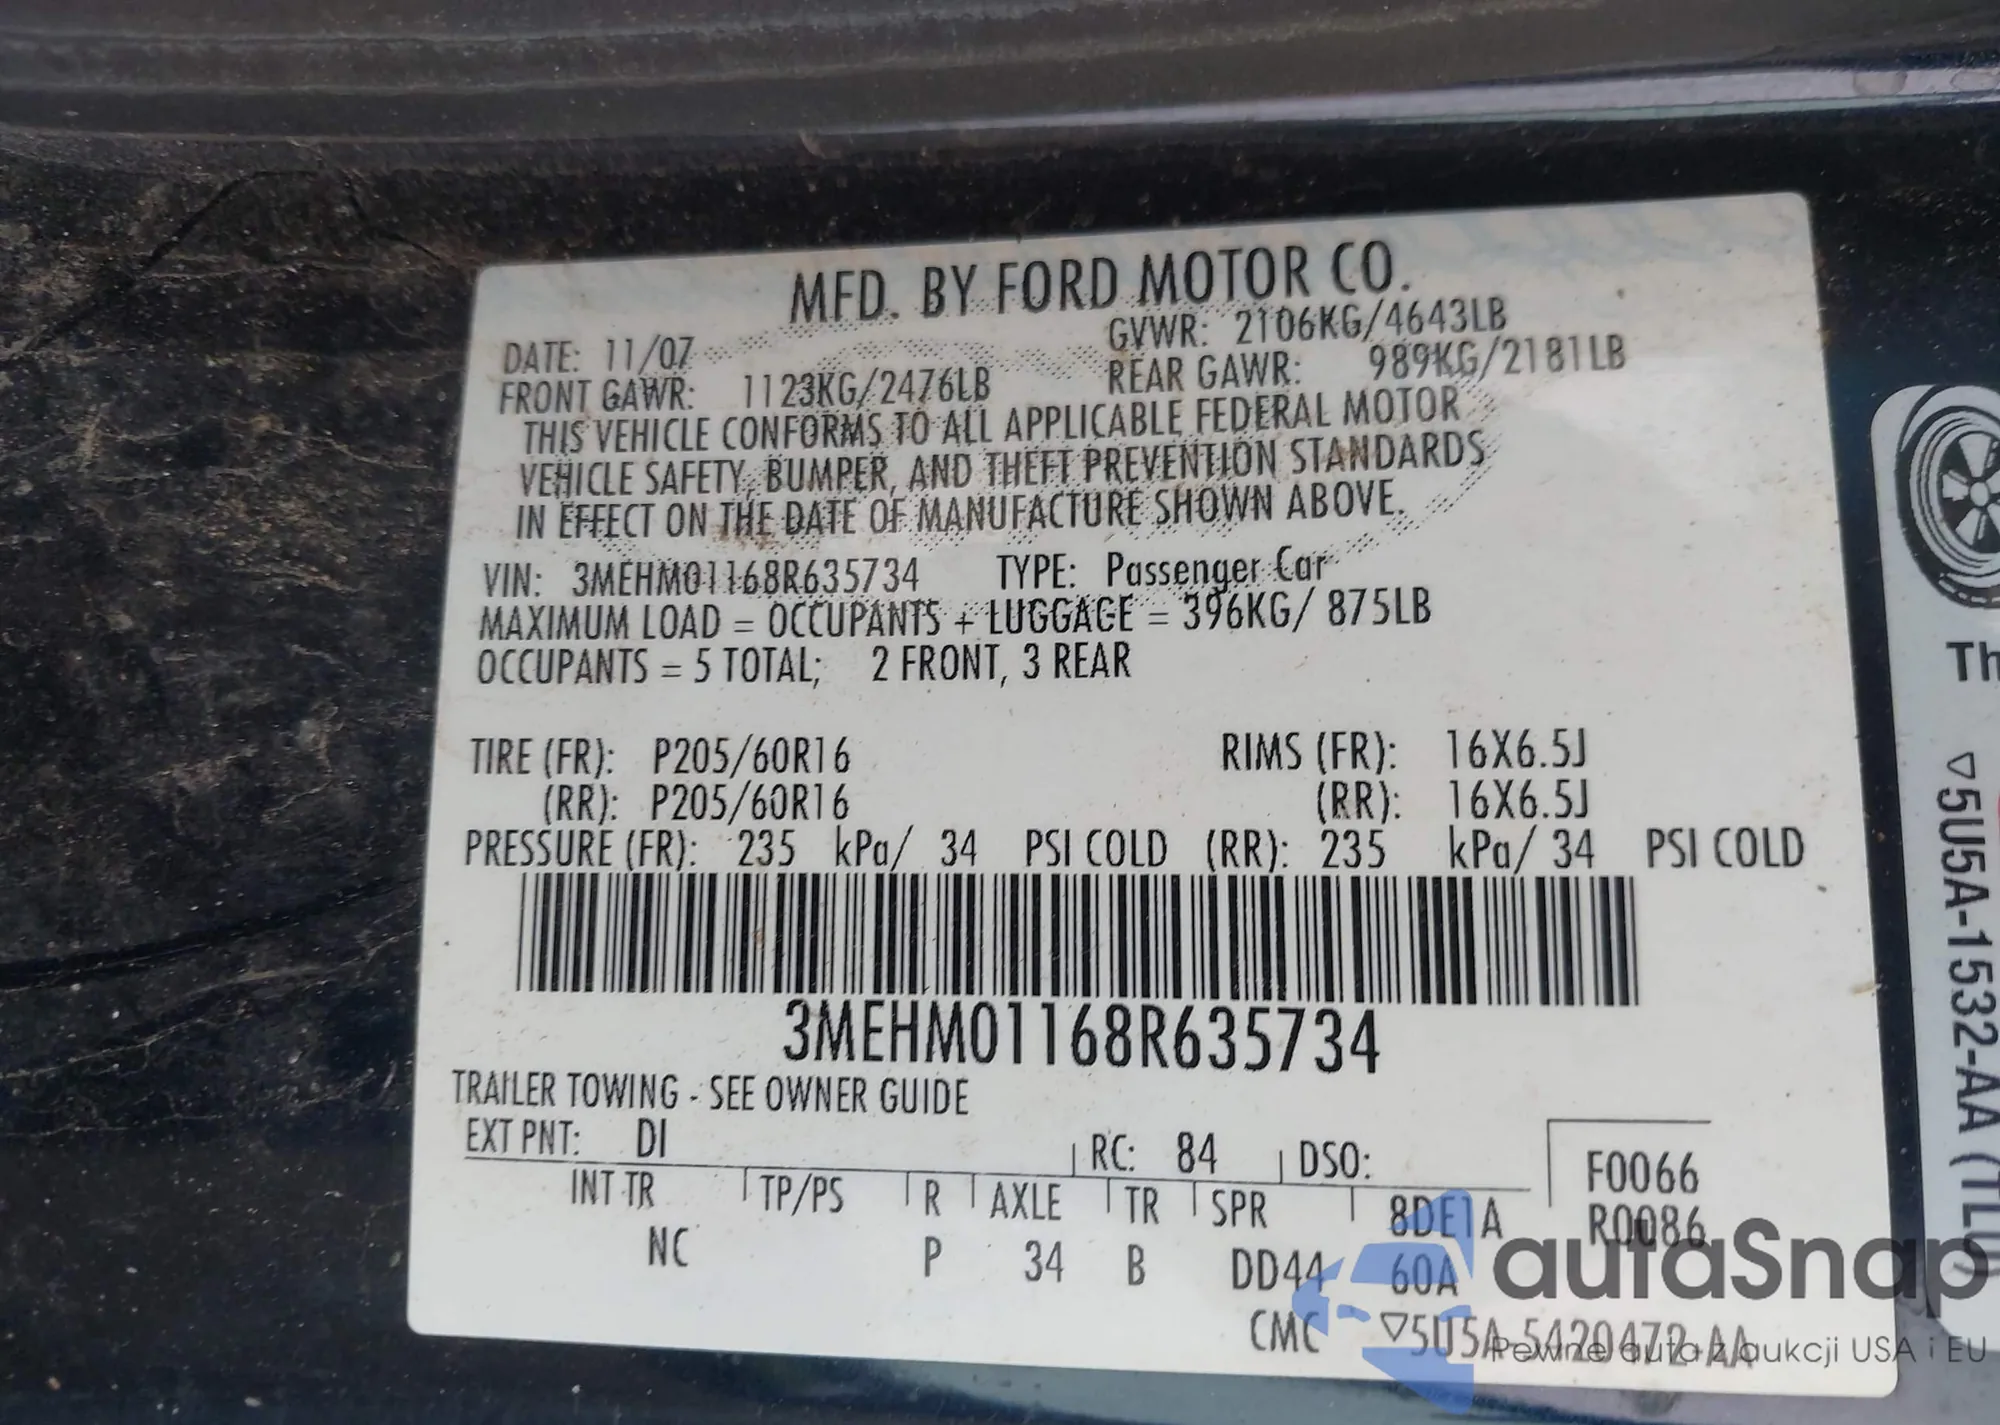 MFD. BY FORD MOTOR CO.
DATE: 11/07 GVWR: 2106KG/4643LB
FRONT GAWR: 1123KG/2476LB REAR GAWR: 989KG/2181LB
THIS VEHICLE CONFORMS TO ALL APPLICABLE FEDERAL MOTOR
VEHICLE SAFETY, BUMPER, AND THEFT PREVENTION STANDARDS
IN EFFECT ON THE DATE OF MANUFACTURE SHOWN ABOVE.
VIN: 3MEHM01168R635734 TYPE: Passenger Car
MAXIMUM LOAD = OCCUPANTS + LUGGAGE = 396KG/ 875LB
OCCUPANTS = 5 TOTAL; 2 FRONT, 3 REAR
TIRE (FR): P205/60R16 RIMS (FR): 16X6.5J
(RR): P205/60R16 (RR): 16X6.5J
PRESSURE (FR): 235 kPa/ 34 PSI COLD (RR): 235 kPa/ 34 PSI COLD
3MEHM01168R635734
TRAILER TOWING - SEE OWNER GUIDE
EXT PNT: DI RC: 84 DSO: F0066
INT TR TP/PS R AXLE TR SPR 8DE1A R0086
NC P 34 B DD44 60A
CMC ▽5U5A-5420472-AA
Th
▽5U5A-1532-AA (TLU)
autaSnap
Pewne auta z aukcji USA i EU